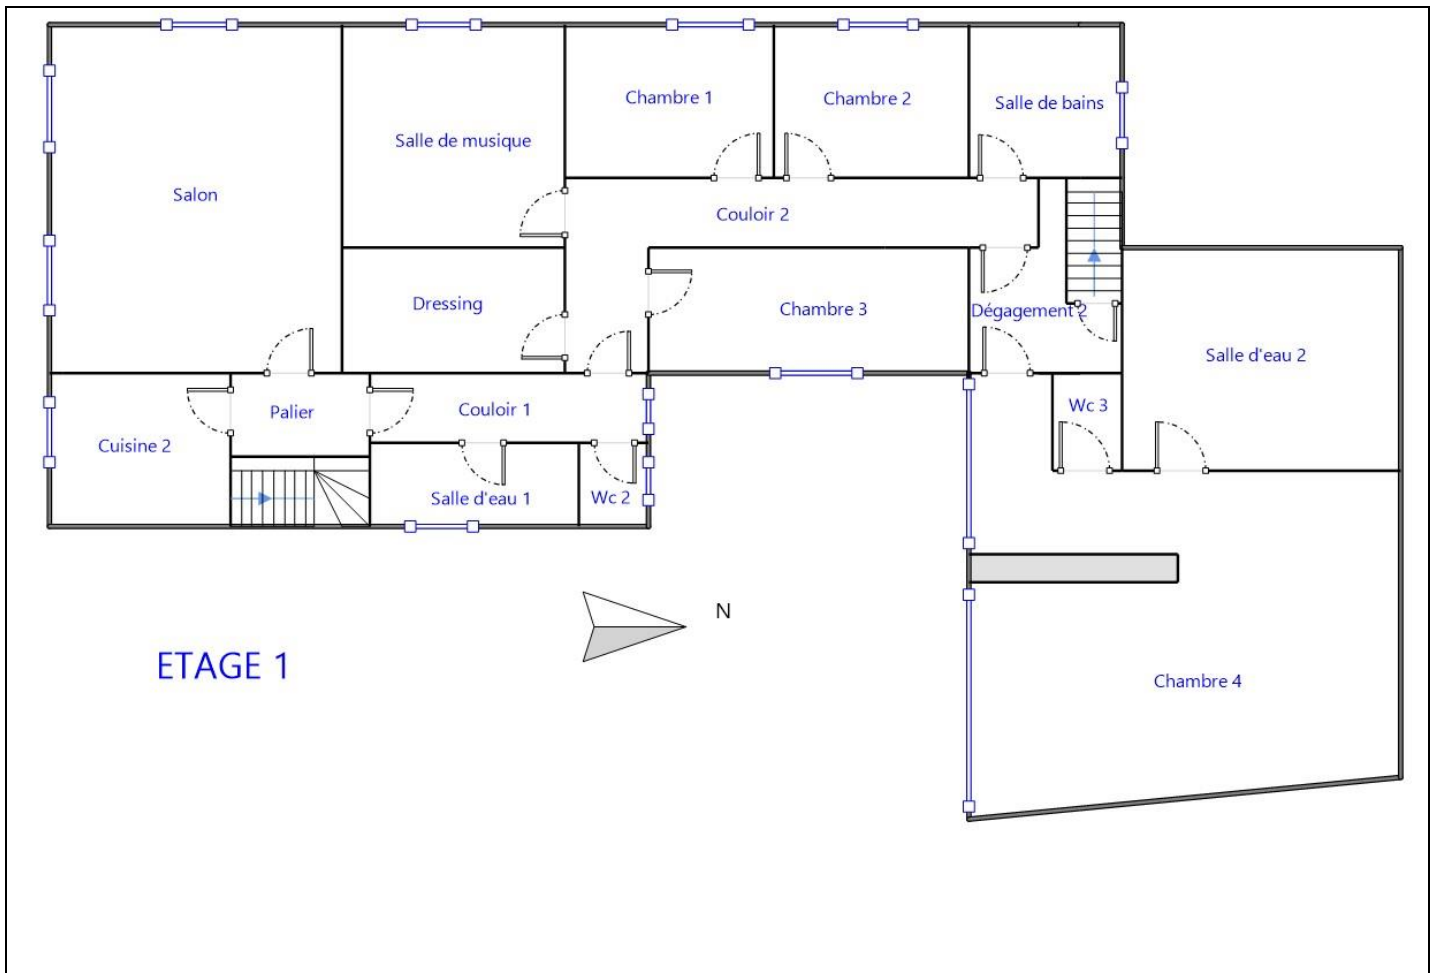 Chambre 1
Chambre 2
Salle de bains
Salle de musique
Salon
Couloir 2
Dressing
Chambre 3
Dégagement 2
Salle d'eau 2
Palier
Couloir 1
Wc 3
Cuisine 2
Salle d'eau 1
Wc 2
N
ETAGE 1
Chambre 4